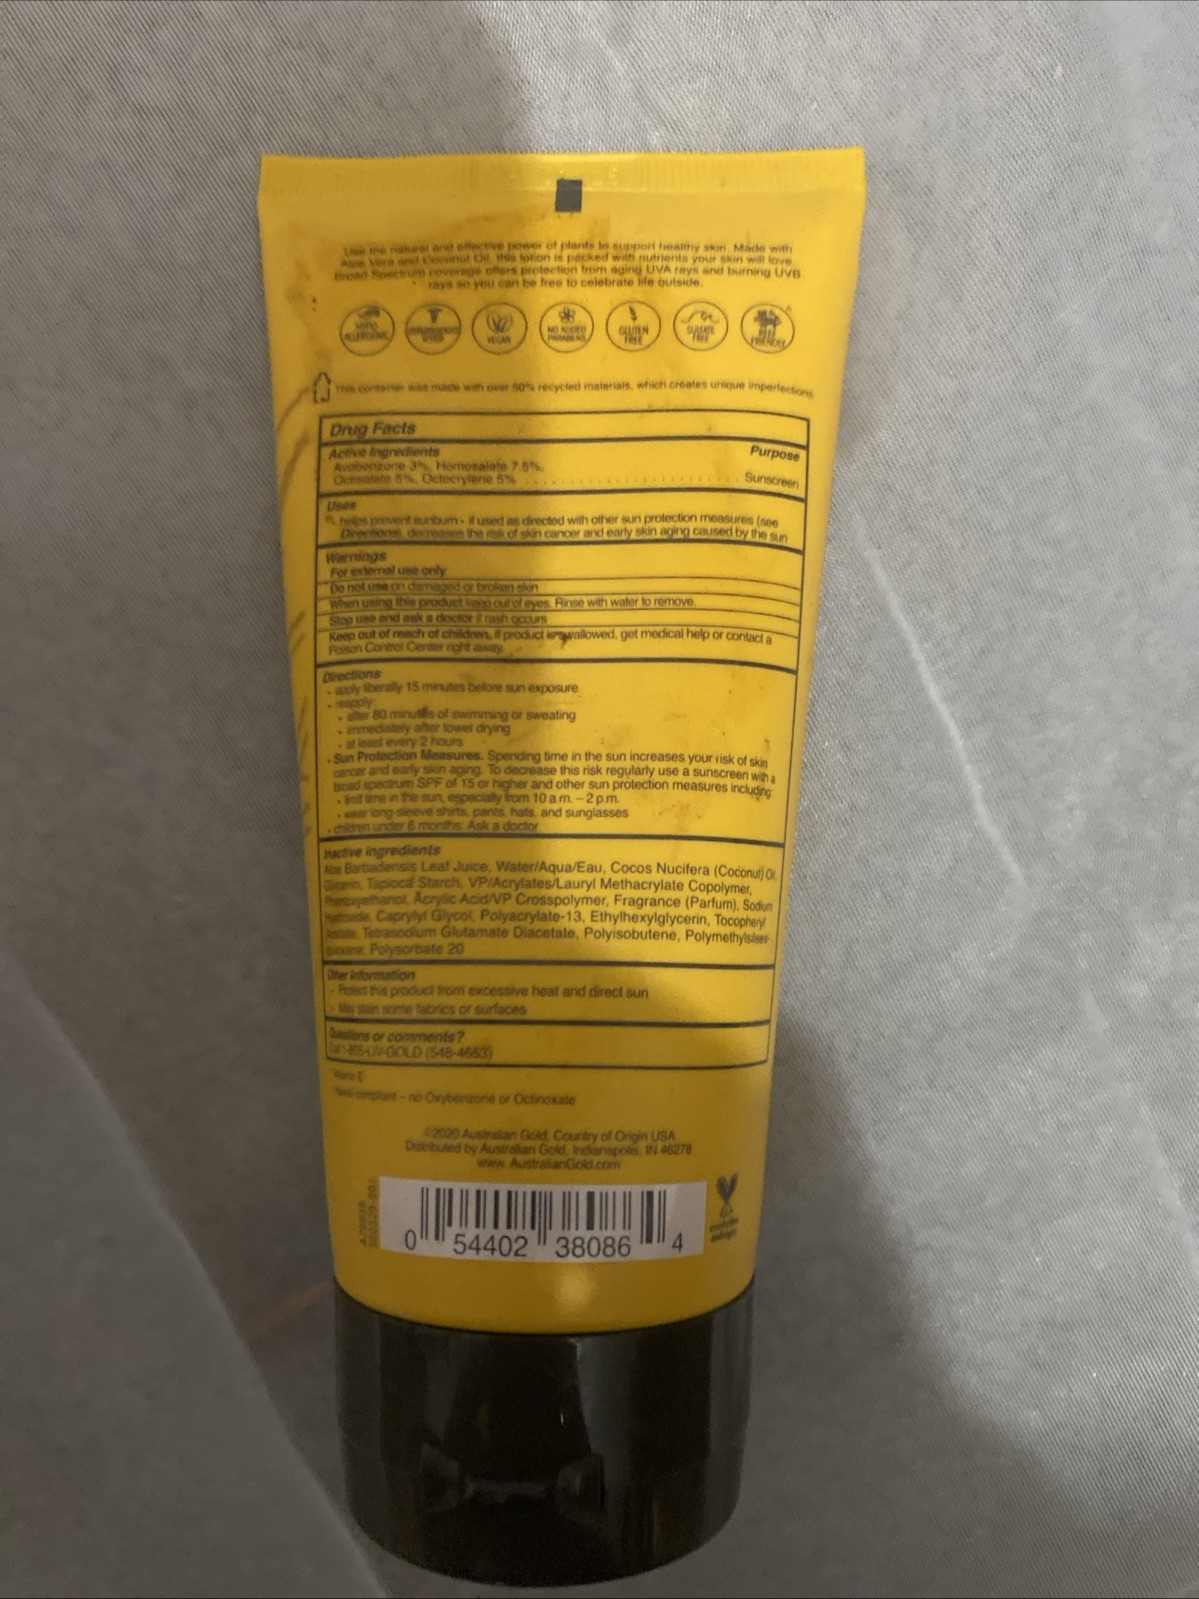 Use the natural and effective power of plants to support healthy skin. Made with
Aloe Vera and Coconut Oil, this lotion is packed with nutrients your skin will love.
Broad Spectrum coverage offers protection from aging UVA rays and burning UVB
rays so you can be free to celebrate life outside.
HYPO ALLERGENIC
VEGAN
NO ADDED PARABENS
GLUTEN FREE
SULFATE FREE
REEF FRIENDLY
This container was made with over 50% recycled materials, which creates unique imperfections
Drug Facts
Active Ingredients Purpose
Avobenzone 3%, Homosalate 7.5%,
Octisalate 5%, Octocrylene 5% Sunscreen
Uses
helps prevent sunburn • if used as directed with other sun protection measures (see
Directions), decreases the risk of skin cancer and early skin aging caused by the sun
Warnings
For external use only
Do not use on damaged or broken skin
When using this product keep out of eyes. Rinse with water to remove.
Stop use and ask a doctor if rash occurs
Keep out of reach of children. If product is swallowed, get medical help or contact a
Poison Control Center right away.
Directions
• apply liberally 15 minutes before sun exposure
• reapply:
• after 80 minutes of swimming or sweating
• immediately after towel drying
• at least every 2 hours
• Sun Protection Measures. Spending time in the sun increases your risk of skin
cancer and early skin aging. To decrease this risk regularly use a sunscreen with a
broad spectrum SPF of 15 or higher and other sun protection measures including:
• limit time in the sun, especially from 10 a.m. – 2 p.m.
• wear long-sleeve shirts, pants, hats, and sunglasses
• children under 6 months: Ask a doctor
Inactive ingredients
Aloe Barbadensis Leaf Juice, Water/Aqua/Eau, Cocos Nucifera (Coconut) Oil,
Glycerin, Tapioca Starch, VP/Acrylates/Lauryl Methacrylate Copolymer,
Phenoxyethanol, Acrylic Acid/VP Crosspolymer, Fragrance (Parfum), Sodium
Hydroxide, Caprylyl Glycol, Polyacrylate-13, Ethylhexylglycerin, Tocopheryl
Acetate, Tetrasodium Glutamate Diacetate, Polyisobutene, Polymethylsilses-
quioxane, Polysorbate 20
Other information
• Protect this product from excessive heat and direct sun
• May stain some fabrics or surfaces
Questions or comments?
Call 1-855-LIV-GOLD (548-4653)
Vitamin E
compliant – no Oxybenzone or Octinoxate
©2020 Australian Gold, Country of Origin USA
Distributed by Australian Gold, Indianapolis, IN 46278
www. AustralianGold.com
0 54402 38086 4